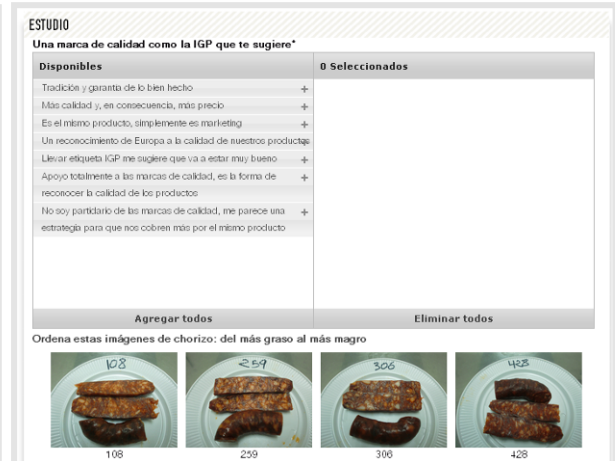 ESTUDIO
Una marca de calidad como la IGP que te sugiere*
Disponibles
0 Seleccionados
Tradición y garantía de lo bien hecho
Más calidad y, en consecuencia, más precio
Es el mismo producto, simplemente es marketing
Un reconocimiento de Europa a la calidad de nuestros productos
Llevar etiqueta IGP me sugiere que va a estar muy bueno
Apoyo totalmente a las marcas de calidad, es la forma de
reconocer la calidad de los productos
No soy partidario de las marcas de calidad, me parece una
estrategia para que nos cobren más por el mismo producto
Agregar todos
Eliminar todos
Ordena estas imágenes de chorizo: del más graso al más magro
108
259
306
428
108
259
306
428